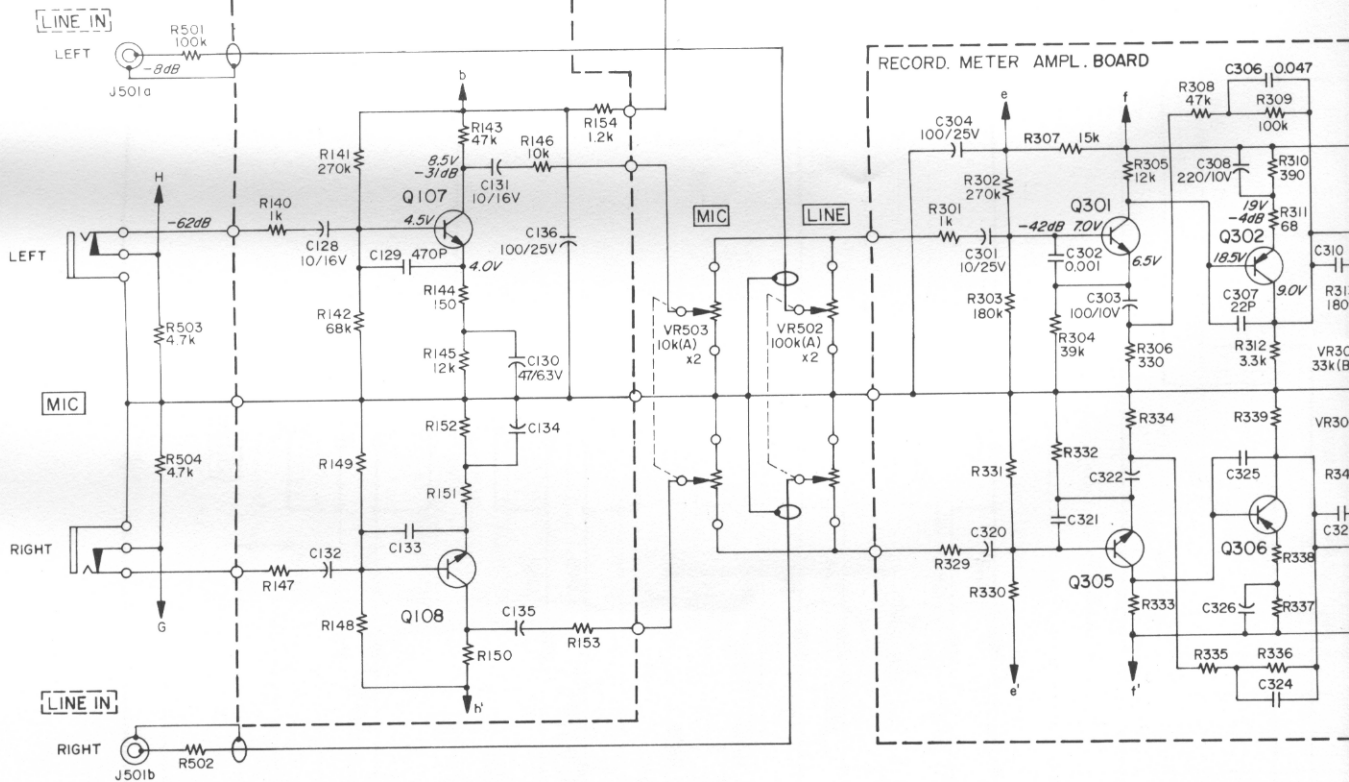 LINE IN
LEFT
R501
100k
-8dB
J501a
RECORD. METER AMPL. BOARD
C306 0.047
R308
47k
R309
100k
b
e
f
R154
1.2k
R143
47k
C304
100/25V
R307 15k
R141
270k
8.5V
-31dB
R146
10k
C131
10/16V
R302
270k
R305
12k
C308
220/10V
R310
390
H
Q107
4.5V
MIC
LINE
R301
1k
-42dB
Q301
7.0V
19V
-4dB
R311
68
-62dB
R140
1k
C128
10/16V
C129 470P
4.0V
C136
100/25V
C301
10/25V
C302
0.001
6.5V
Q302
18.5V
C310
LEFT
R144
150
R142
68k
R303
180k
C303
100/10V
C307
22P
9.0V
R313
180
R503
4.7k
VR503
10k(A)
x2
VR502
100k(A)
x2
R304
39k
R306
330
R312
3.3k
VR30
33k(B
R145
12k
C130
47/63V
MIC
R152
C134
R334
R339
VR30
R504
4.7k
R149
R151
R331
R332
C322
C325
R34
C133
C321
C32
RIGHT
C132
R147
C320
R329
Q305
Q306
R338
R330
R333
C326
R337
G
R148
Q108
C135
R153
R150
R335
R336
C324
e'
f'
b'
LINE IN
RIGHT
R502
J501b